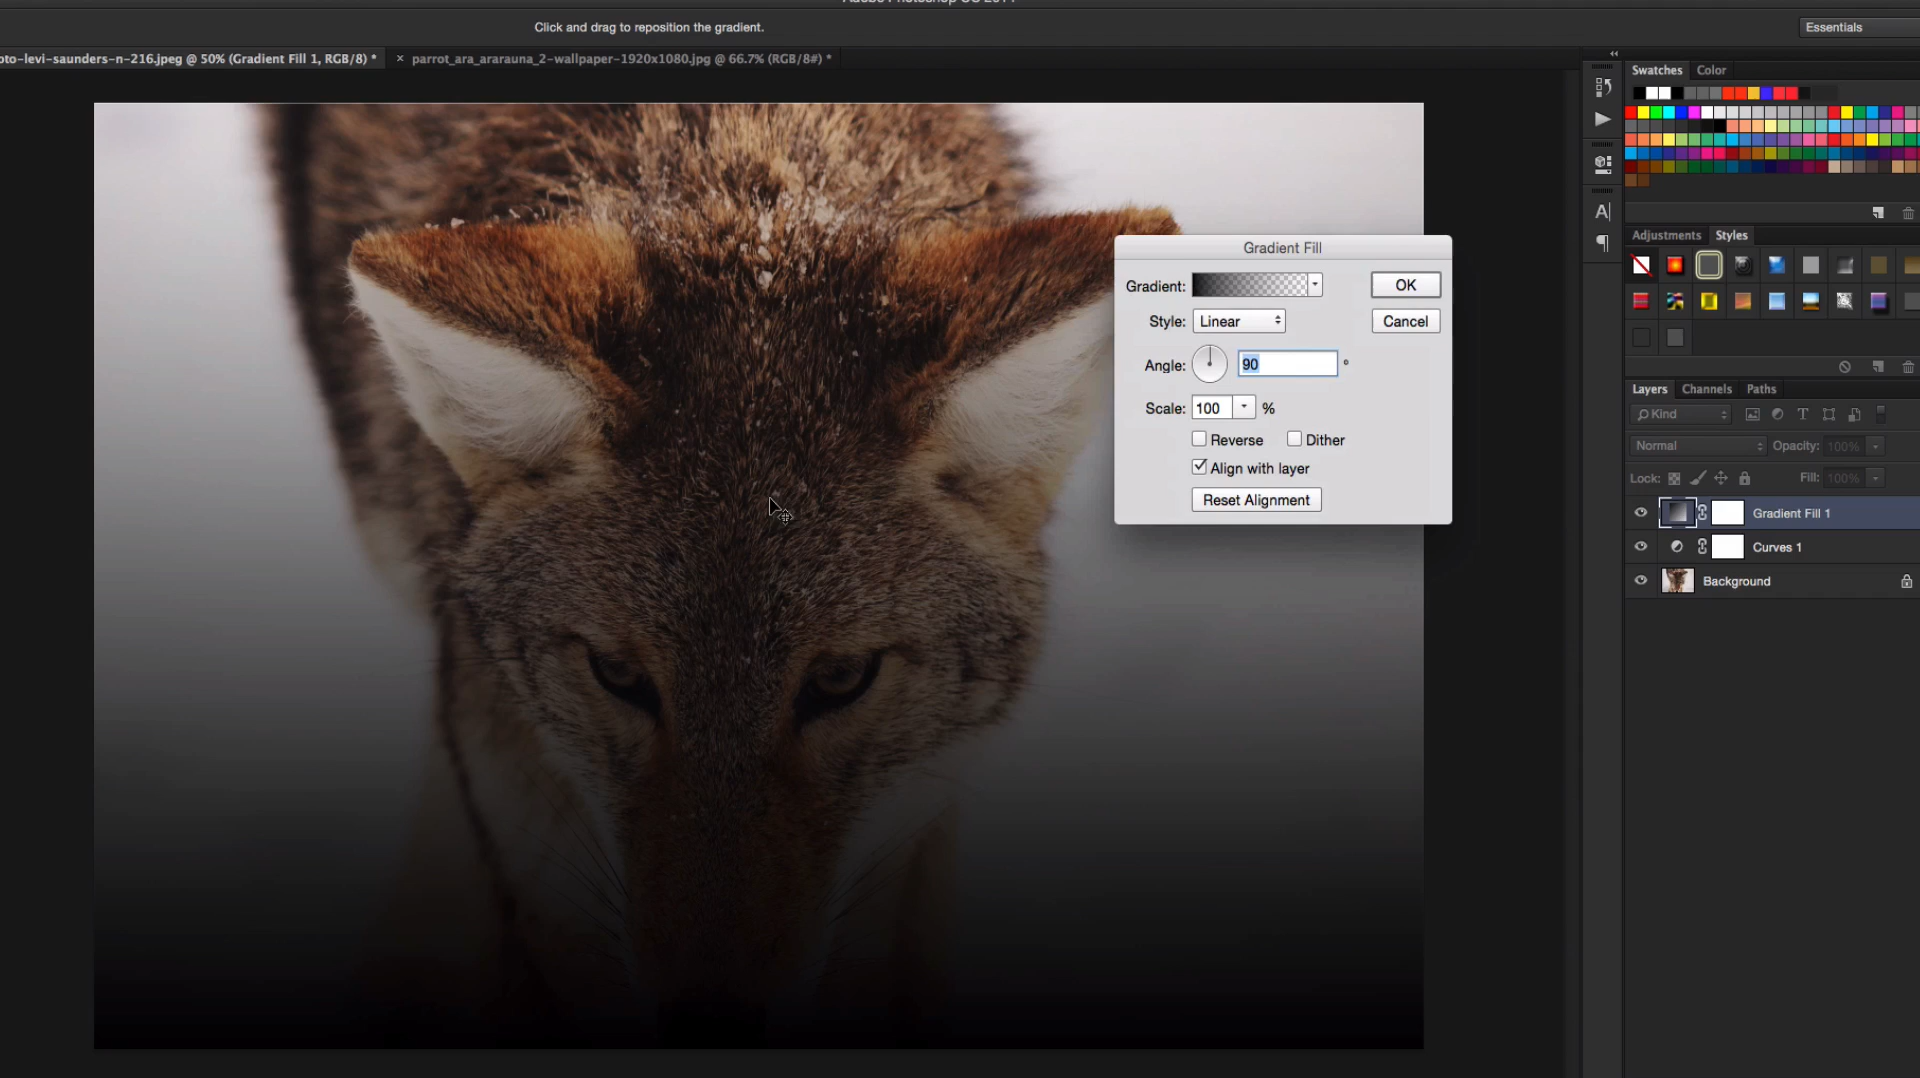 Click and drag to reposition the gradient.
Essentials
oto-levi-saunders-n-216.jpeg @ 50% (Gradient Fill 1, RGB/8) *
× parrot_ara_ararauna_2-wallpaper-1920x1080.jpg @ 66.7% (RGB/8#) *
Swatches Color
Adjustments Styles
Gradient Fill
Gradient:
OK
Style: Linear
Cancel
Angle: 90 °
Scale: 100 %
Reverse Dither
Align with layer
Reset Alignment
Layers Channels Paths
Kind
Normal Opacity: 100%
Lock: Fill: 100%
Gradient Fill 1
Curves 1
Background